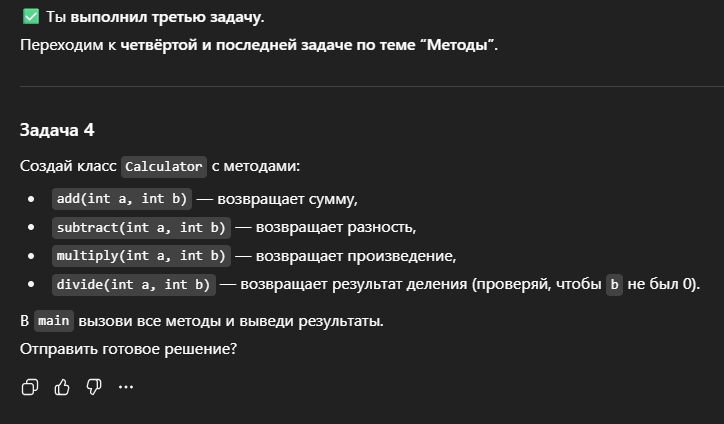 ✅ Ты выполнил третью задачу.
Переходим к четвёртой и последней задаче по теме “Методы”.
Задача 4
Создай класс Calculator с методами:
• add(int a, int b) — возвращает сумму,
• subtract(int a, int b) — возвращает разность,
• multiply(int a, int b) — возвращает произведение,
• divide(int a, int b) — возвращает результат деления (проверяй, чтобы b не был 0).
В main вызови все методы и выведи результаты.
Отправить готовое решение?